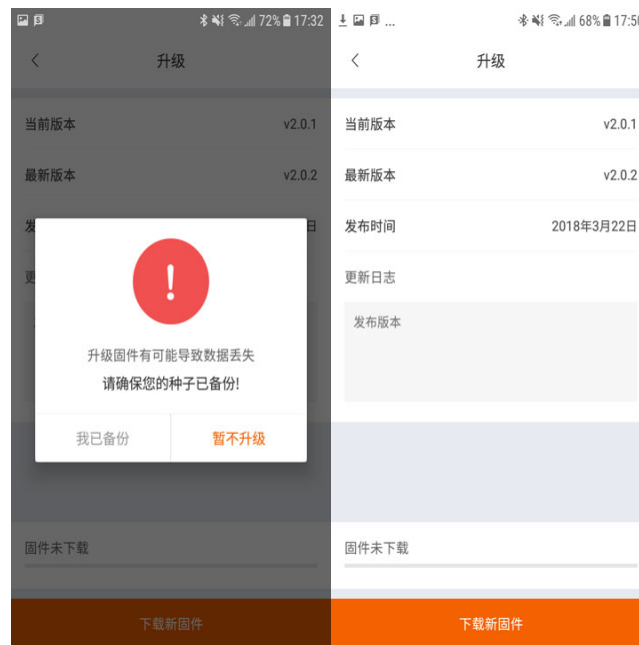 72% 17:32
升级
当前版本 v2.0.1
最新版本 v2.0.2
发 日
更
!
升级固件有可能导致数据丢失
请确保您的种子已备份!
我已备份 暂不升级
固件未下载
下载新固件
... 68% 17:50
升级
当前版本 v2.0.1
最新版本 v2.0.2
发布时间 2018年3月22日
更新日志
发布版本
固件未下载
下载新固件